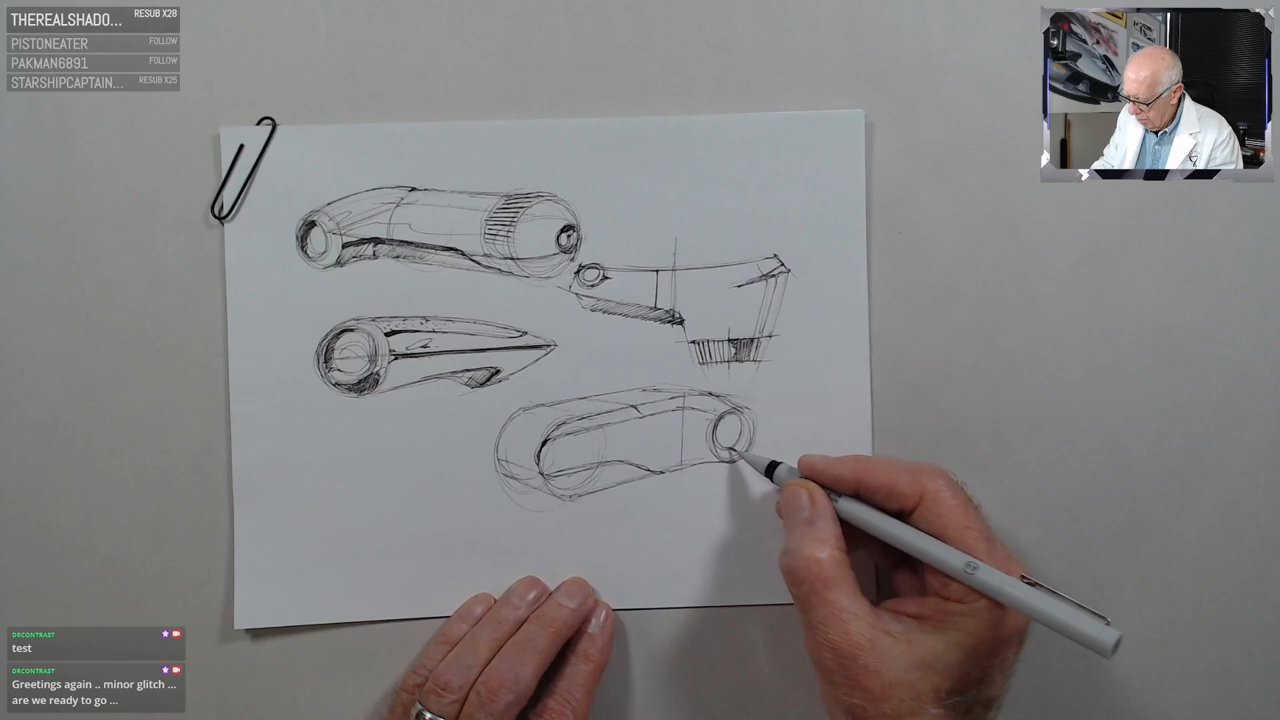 THEREALSHADO... RESUB X28
PISTONEATER FOLLOW
PAKMAN6891 FOLLOW
STARSHIPCAPTAIN... RESUB X25
DRCONTRAST
test
DRCONTRAST
Greetings again .. minor glitch ...
are we ready to go ...